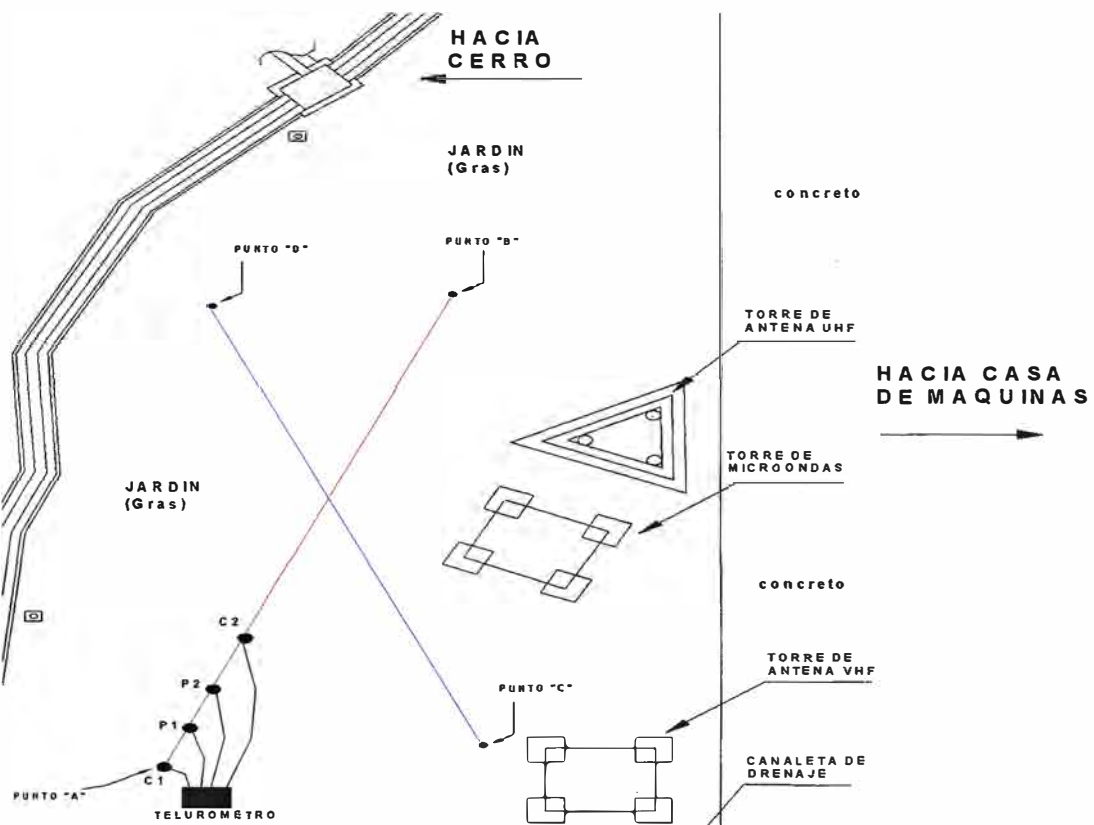 HACIA
CERRO
JARDIN
(Gras)
concreto
PUNTO "D"
PUNTO "B"
TORRE DE
ANTENA UHF
HACIA CASA
DE MAQUINAS
TORRE DE
MICROONDAS
JARDIN
(Gras)
concreto
C2
TORRE DE
ANTENA VHF
P2
PUNTO "C"
P1
CANALETA DE
DRENAJE
C1
PUNTO "A"
TELUROMÉTRO